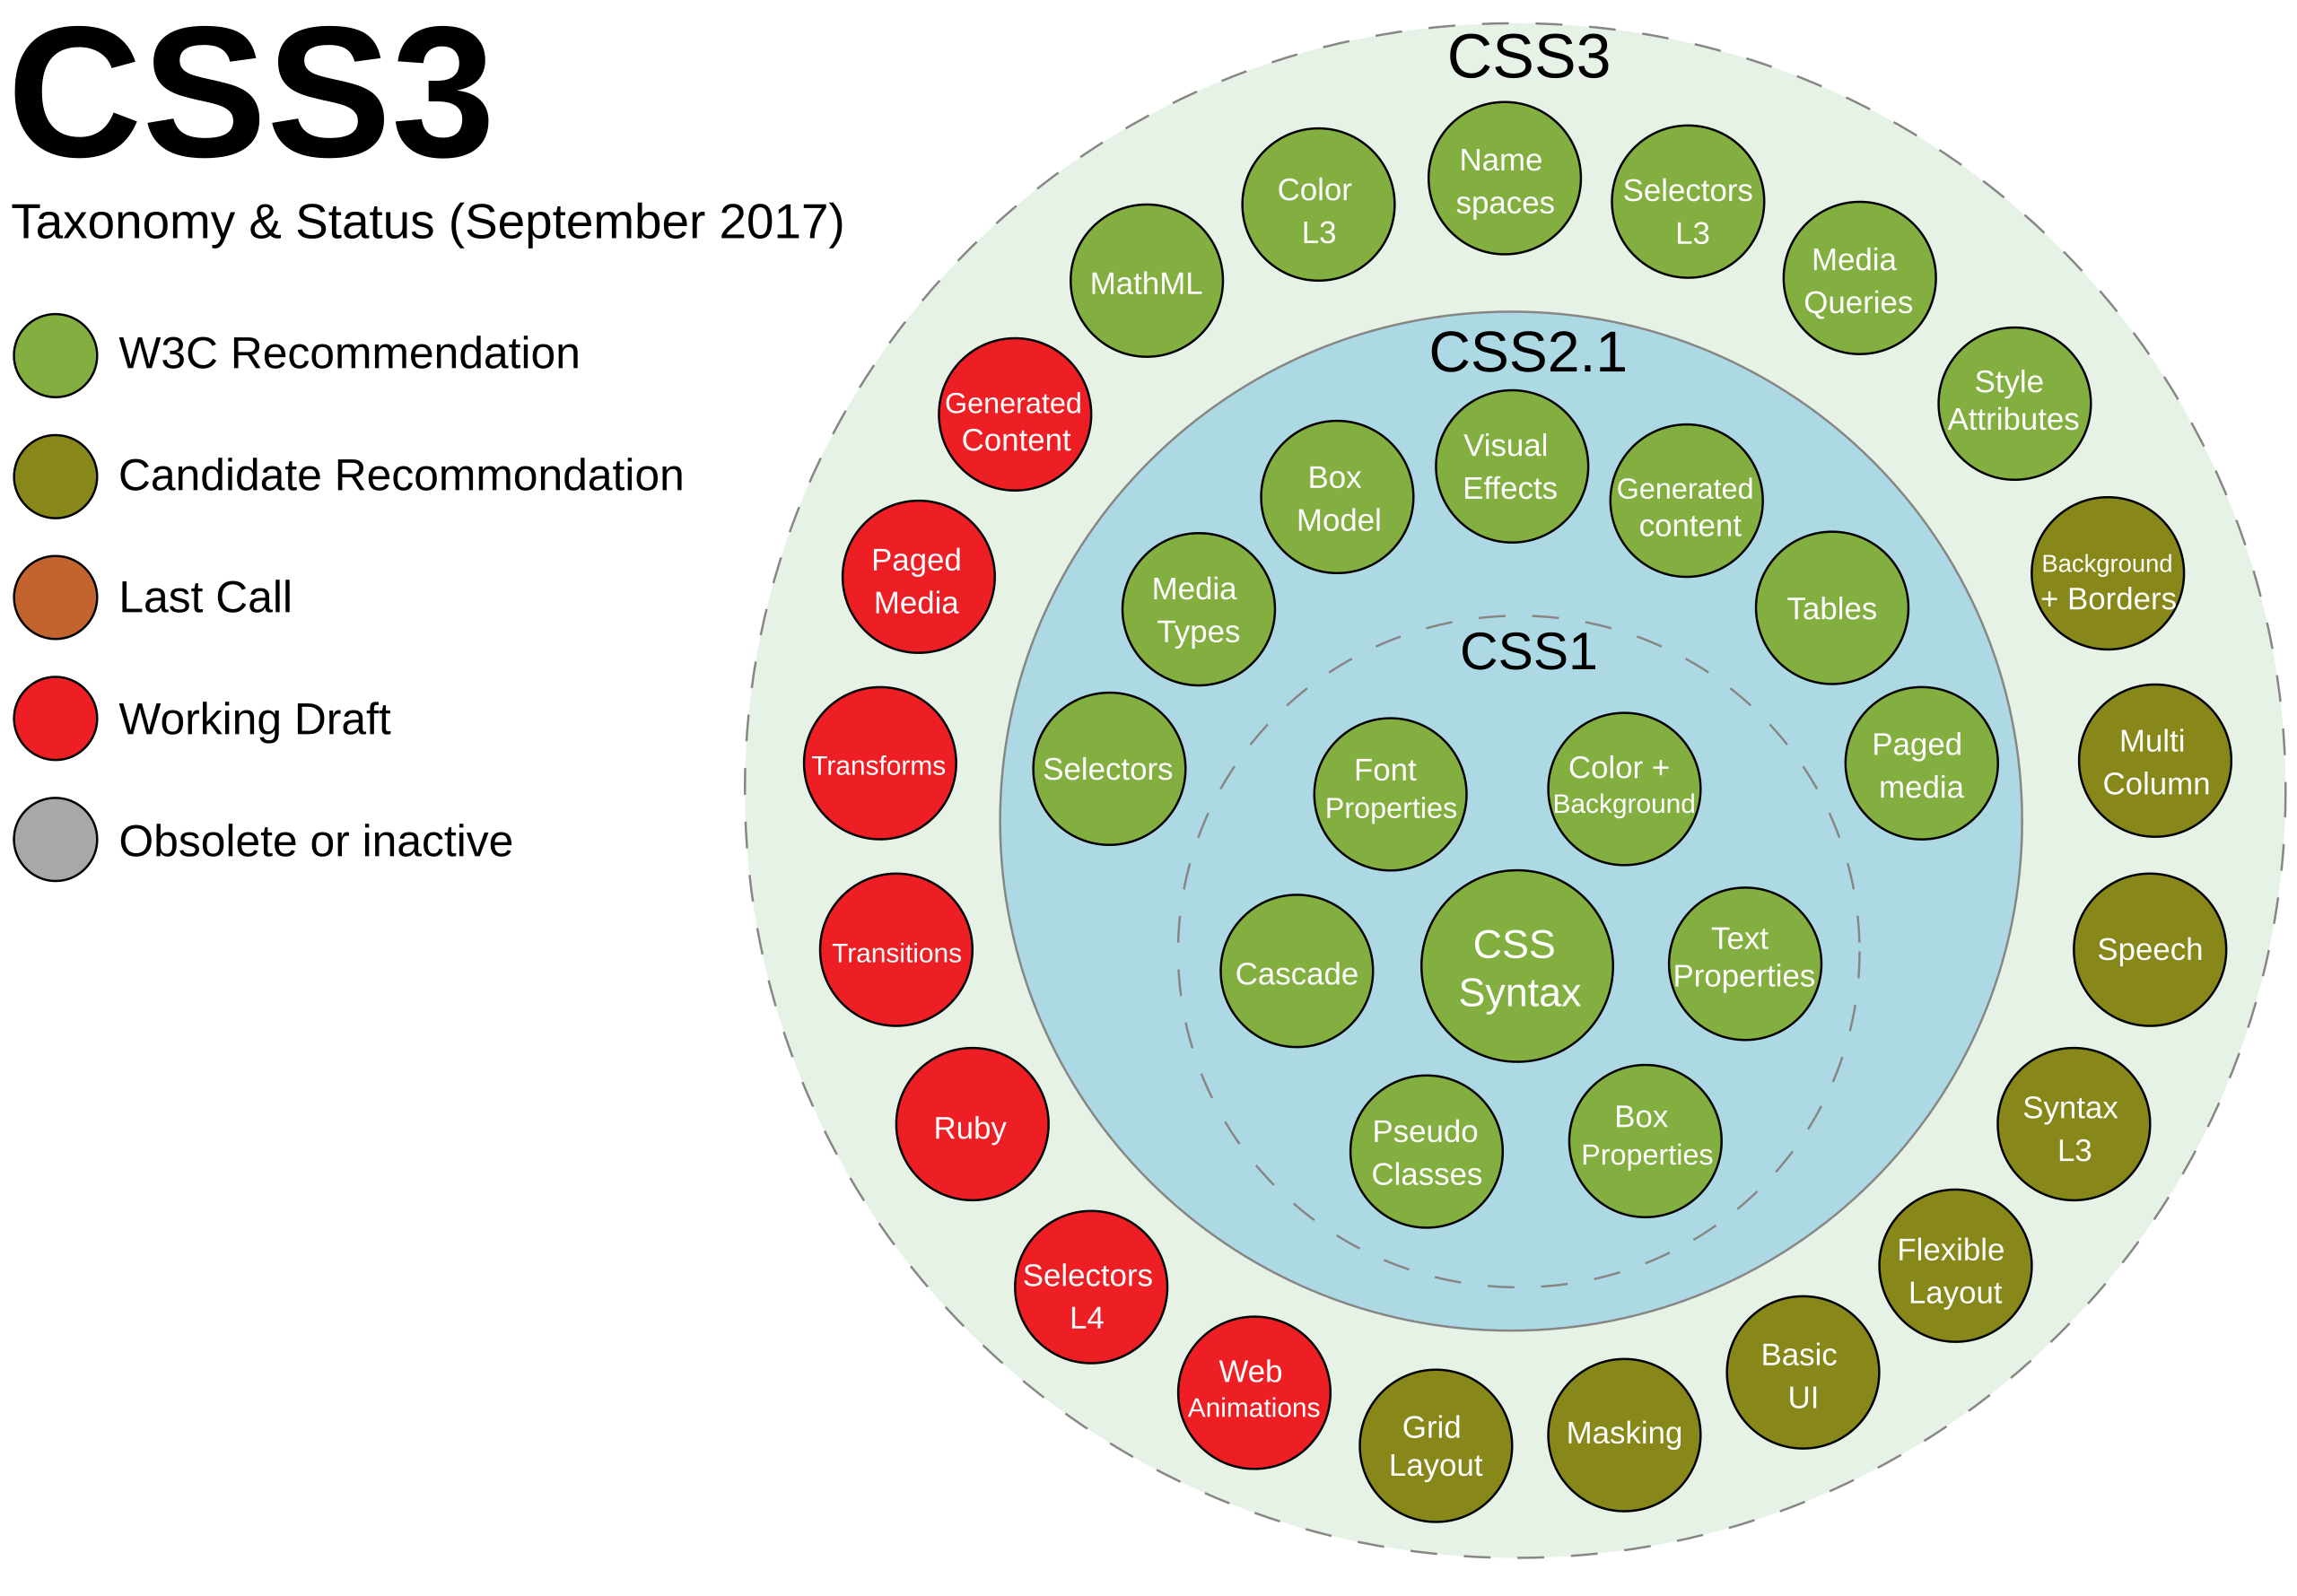 CSS3
Taxonomy & Status (September 2017)
W3C Recommendation
Candidate Recommondation
Last Call
Working Draft
Obsolete or inactive
CSS3
Name
spaces
Selectors
L3
Media
Queries
Style
Attributes
Background
+ Borders
Multi
Column
Speech
Syntax
L3
Flexible
Layout
Basic
UI
Masking
Grid
Layout
Web
Animations
Selectors
L4
Ruby
Transitions
Transforms
Paged
Media
Generated
Content
MathML
Color
L3
CSS2.1
Visual
Effects
Generated
content
Tables
Paged
media
Selectors
Media
Types
Box
Model
CSS1
Font
Properties
Color +
Background
Text
Properties
Box
Properties
Pseudo
Classes
Cascade
CSS
Syntax